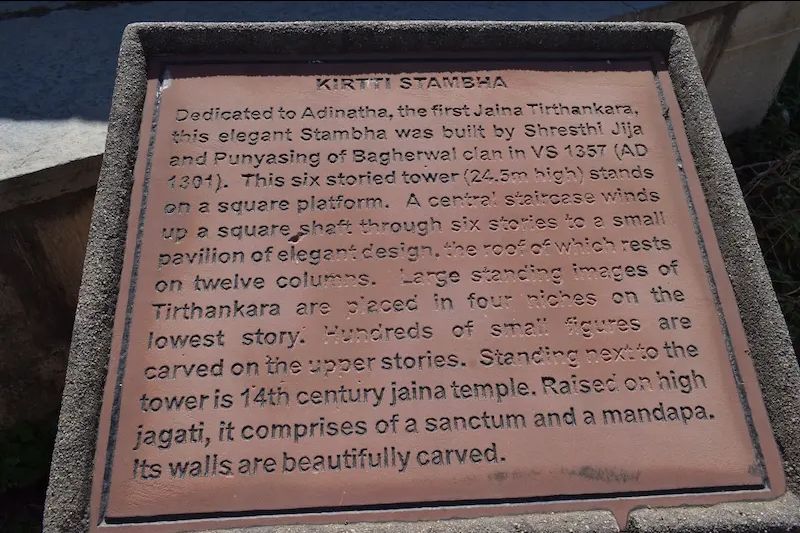 KIRTTI STAMBHA
Dedicated to Adinatha, the first Jaina Tirthankara,
this elegant Stambha was built by Shresthi Jija
and Punyasing of Bagherwal clan in VS 1357 (AD
1301). This six storied tower (24.5m high) stands
on a square platform. A central staircase winds
up a square shaft through six stories to a small
pavilion of elegant design, the roof of which rests
on twelve columns. Large standing images of
Tirthankara are placed in four niches on the
lowest story. Hundreds of small figures are
carved on the upper stories. Standing next to the
tower is 14th century jaina temple. Raised on high
jagati, it comprises of a sanctum and a mandapa.
Its walls are beautifully carved.